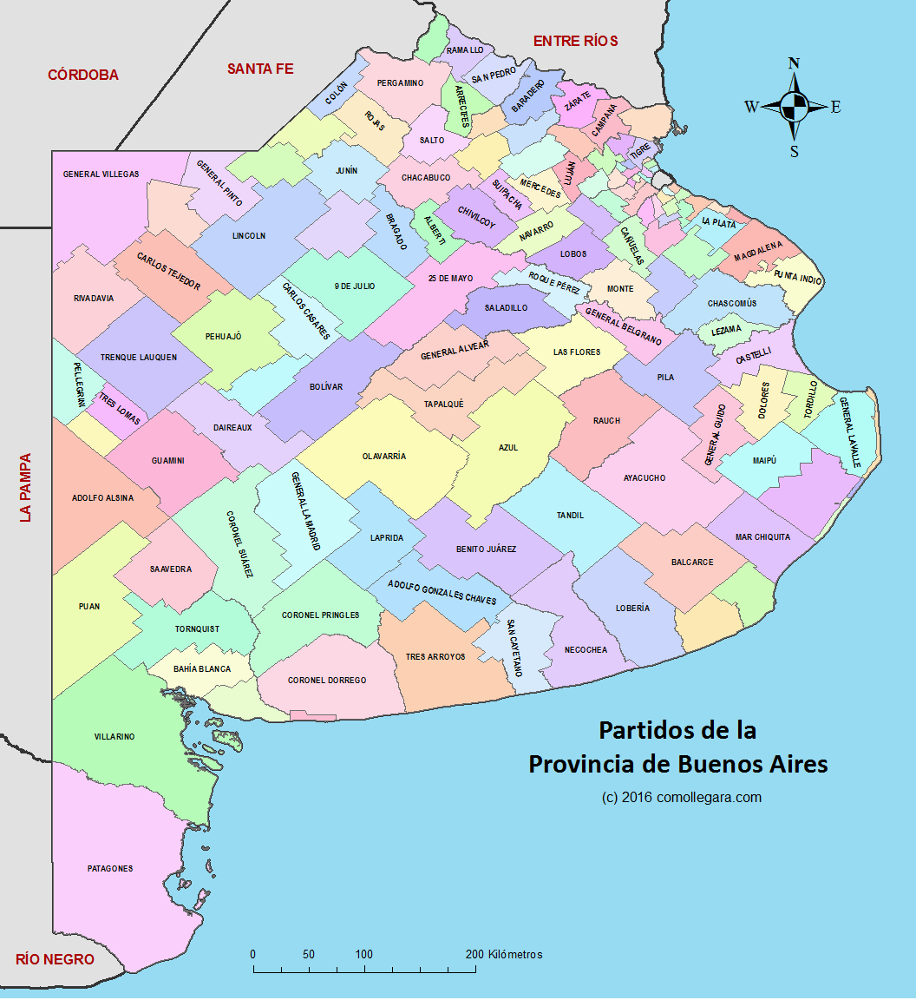 ENTRE RÍOS
CÓRDOBA
SANTA FE
LA PAMPA
RÍO NEGRO
N
W
E
S
RAMALLO
SAN PEDRO
BARADERO
ZÁRATE
CAMPANA
TIGRE
COLÓN
PERGAMINO
ARRECIFES
ROJAS
SALTO
LUJÁN
GENERAL VILLEGAS
GENERAL PINTO
JUNÍN
CHACABUCO
SUIPACHA
MERCEDES
CHIVILCOY
ALBERTI
BRAGADO
NAVARRO
LINCOLN
LOBOS
CAÑUELAS
LA PLATA
MAGDALENA
PUNTA INDIO
CARLOS TEJEDOR
RIVADAVIA
9 DE JULIO
CARLOS CASARES
25 DE MAYO
ROQUE PÉREZ
MONTE
SALADILLO
CHASCOMÚS
GENERAL BELGRANO
LEZAMA
CASTELLI
PEHUAJÓ
TRENQUE LAUQUEN
GENERAL ALVEAR
LAS FLORES
PILA
PELLEGRINI
TRES LOMAS
BOLÍVAR
TAPALQUÉ
DOLORES
TORDILLO
GENERAL LAVALLE
GENERAL GUIDO
DAIREAUX
RAUCH
GUAMINI
OLAVARRÍA
AZUL
MAIPÚ
AYACUCHO
ADOLFO ALSINA
GENERAL LA MADRID
CORONEL SUÁREZ
TANDIL
LAPRIDA
BENITO JUÁREZ
MAR CHIQUITA
BALCARCE
SAAVEDRA
PUAN
ADOLFO GONZALES CHAVES
LOBERÍA
CORONEL PRINGLES
TORNQUIST
SAN CAYETANO
NECOCHEA
TRES ARROYOS
BAHÍA BLANCA
CORONEL DORREGO
VILLARINO
PATAGONES
Partidos de la
Provincia de Buenos Aires
(c) 2016 comollegara.com
0 50 100 200 Kilómetros